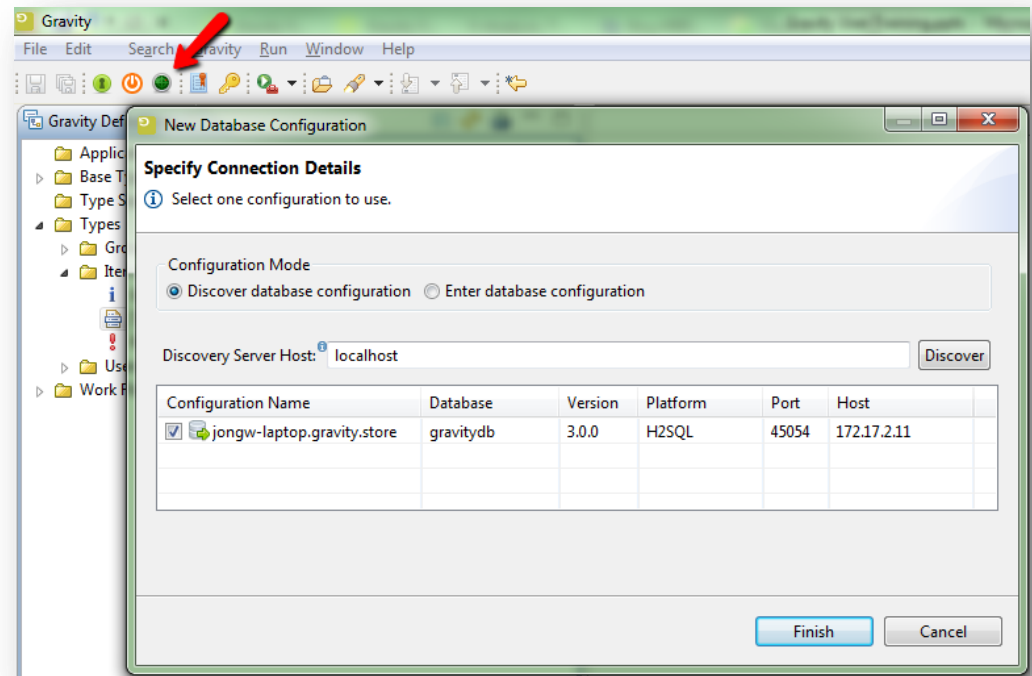 Gravity
File Edit Search Gravity Run Window Help
Gravity Def
New Database Configuration
Applic
Base T
Type S
Types
Gro
Iter
Use
Work F
Specify Connection Details
Select one configuration to use.
Configuration Mode
Discover database configuration Enter database configuration
Discovery Server Host: localhost Discover
Configuration Name Database Version Platform Port Host
jongw-laptop.gravity.store gravitydb 3.0.0 H2SQL 45054 172.17.2.11
Finish Cancel